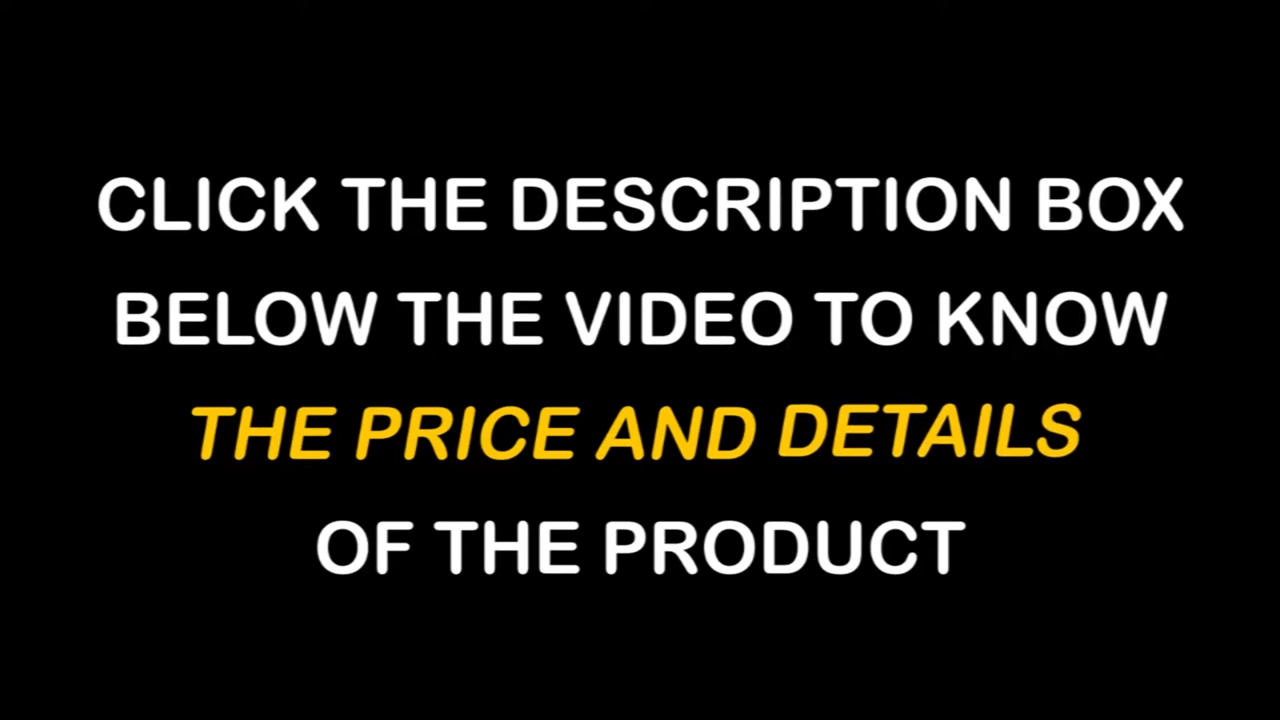 CLICK THE DESCRIPTION BOX
BELOW THE VIDEO TO KNOW
THE PRICE AND DETAILS
OF THE PRODUCT